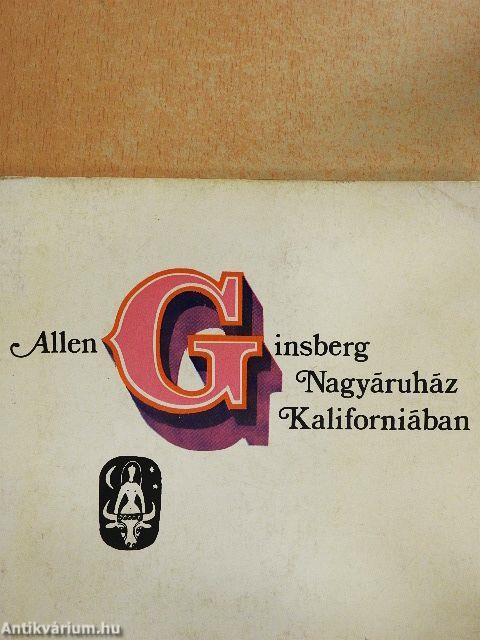 Allen Ginsberg
Nagyáruház
Kaliforniában
Antikvárium.hu